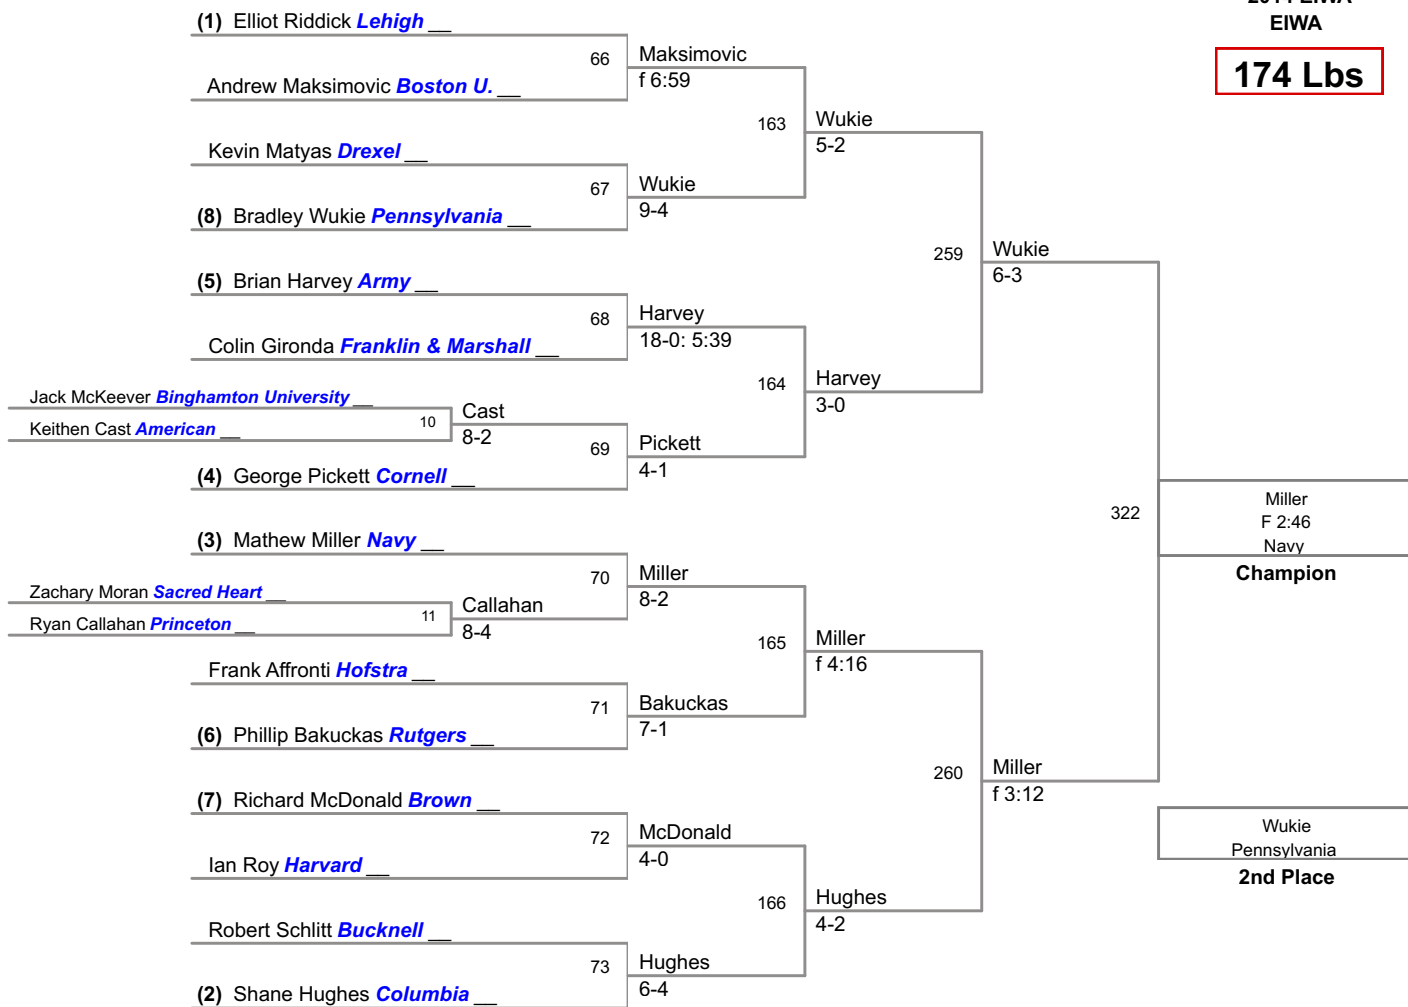 2014 EIWA
EIWA
174 Lbs
(1) Elliot Riddick Lehigh __
66
Maksimovic
f 6:59
Andrew Maksimovic Boston U. __
163
Wukie
5-2
Kevin Matyas Drexel __
67
Wukie
9-4
(8) Bradley Wukie Pennsylvania __
259
Wukie
6-3
(5) Brian Harvey Army __
68
Harvey
18-0: 5:39
Colin Gironda Franklin & Marshall __
164
Harvey
3-0
Jack McKeever Binghamton University __
10
Cast
8-2
Keithen Cast American __
69
Pickett
4-1
(4) George Pickett Cornell __
322
Miller
F 2:46
Navy
Champion
(3) Mathew Miller Navy __
70
Miller
8-2
Zachary Moran Sacred Heart __
11
Callahan
8-4
Ryan Callahan Princeton __
165
Miller
f 4:16
Frank Affronti Hofstra __
71
Bakuckas
7-1
(6) Phillip Bakuckas Rutgers __
260
Miller
f 3:12
(7) Richard McDonald Brown __
72
McDonald
4-0
Ian Roy Harvard __
Wukie
Pennsylvania
2nd Place
166
Hughes
4-2
Robert Schlitt Bucknell __
73
Hughes
6-4
(2) Shane Hughes Columbia __